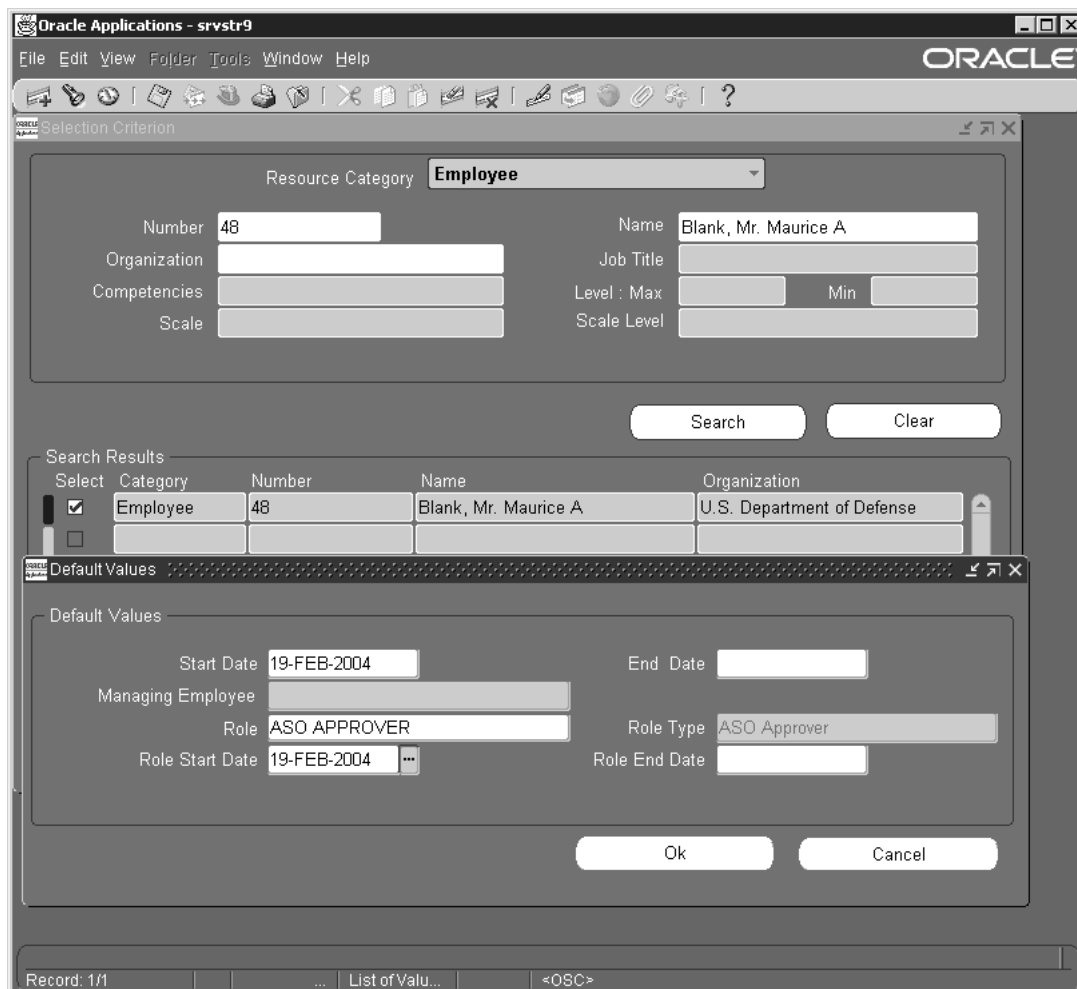 Oracle Applications - srvstr9
File Edit View Folder Tools Window Help
ORACLE
Selection Criterion
Resource Category Employee
Number 48 Name Blank, Mr. Maurice A
Organization Job Title
Competencies Level : Max Min
Scale Scale Level
Search Clear
Search Results
Select Category Number Name Organization
Employee 48 Blank, Mr. Maurice A U.S. Department of Defense
Default Values
Default Values
Start Date 19-FEB-2004 End Date
Managing Employee
Role ASO APPROVER Role Type ASO Approver
Role Start Date 19-FEB-2004 ... Role End Date
Ok Cancel
Record: 1/1 ... List of Valu... <OSC>